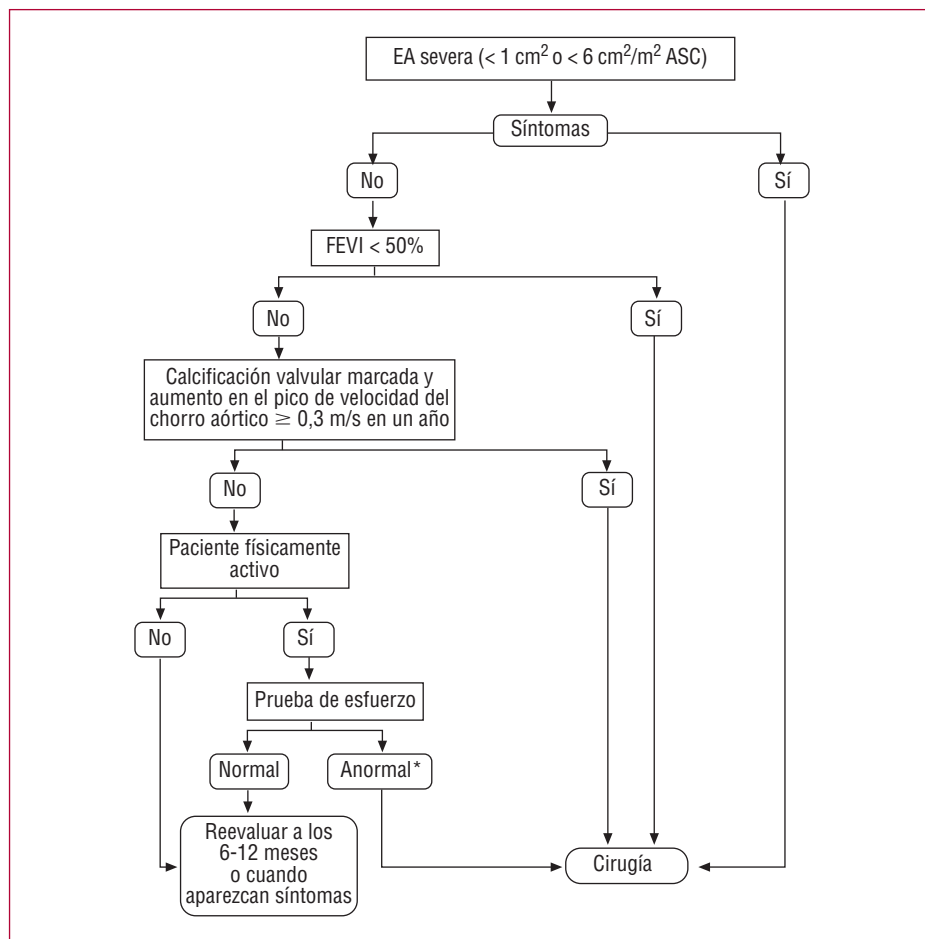 EA severa (< 1 cm² o < 6 cm²/m² ASC)
Síntomas
No
Sí
FEVI < 50%
No
Sí
Calcificación valvular marcada y
aumento en el pico de velocidad del
chorro aórtico ≥ 0,3 m/s en un año
No
Sí
Paciente físicamente
activo
No
Sí
Prueba de esfuerzo
Normal
Anormal*
Reevaluar a los
6-12 meses
o cuando
aparezcan síntomas
Cirugía